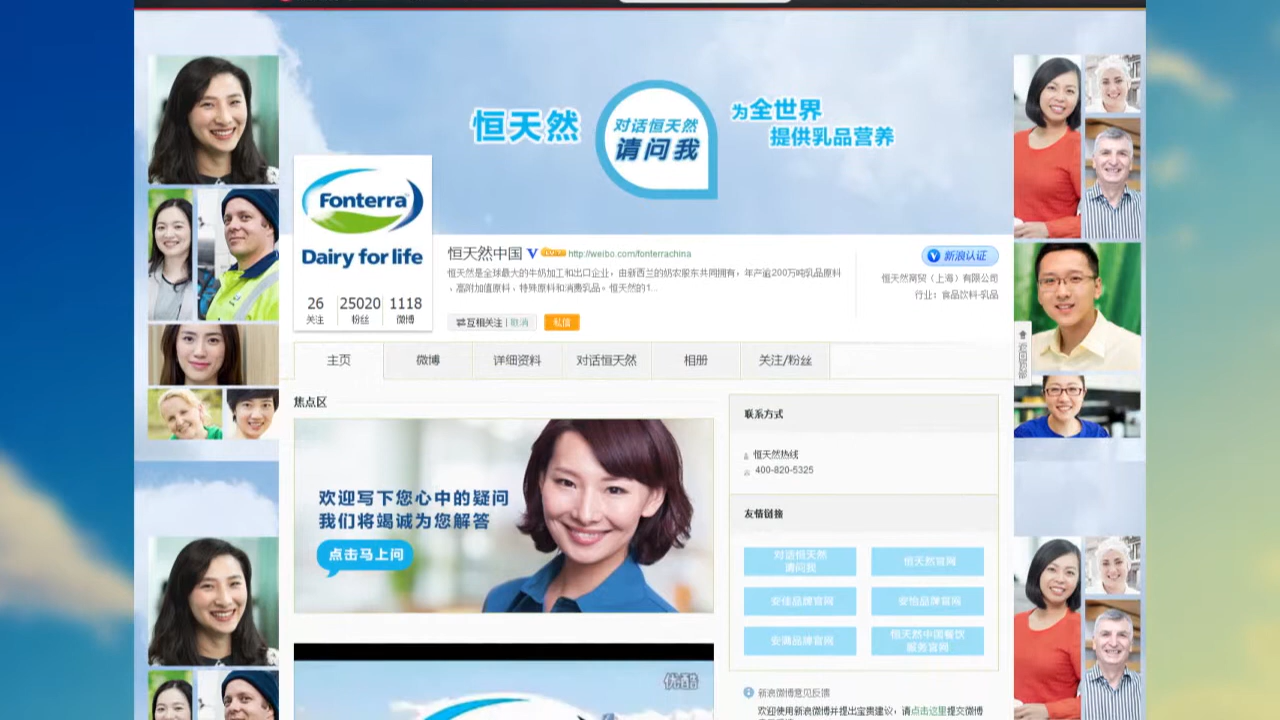 恒天然
对话恒天然
请问我
为全世界
提供乳品营养
Fonterra
Dairy for life
26
25020
1118
关注
粉丝
微博
恒天然中国
http://weibo.com/fonterrachina
恒天然是全球最大的牛奶加工和出口企业，由新西兰的奶农股东共同拥有，年产逾200万吨乳品原料
、高附加值原料、特殊原料和消费乳品。恒天然的1...
互相关注 | 取消
私信
新浪认证
恒天然商贸（上海）有限公司
行业：食品饮料-乳品
主页
微博
详细资料
对话恒天然
相册
关注/粉丝
焦点区
欢迎写下您心中的疑问
我们将竭诚为您解答
点击马上问
优酷
联系方式
恒天然热线
400-820-5325
友情链接
对话恒天然
请问我
恒天然官网
安佳品牌官网
安怡品牌官网
安满品牌官网
恒天然中国餐饮
服务官网
新浪微博意见反馈
欢迎使用新浪微博并提出宝贵建议，请点击这里提交微博